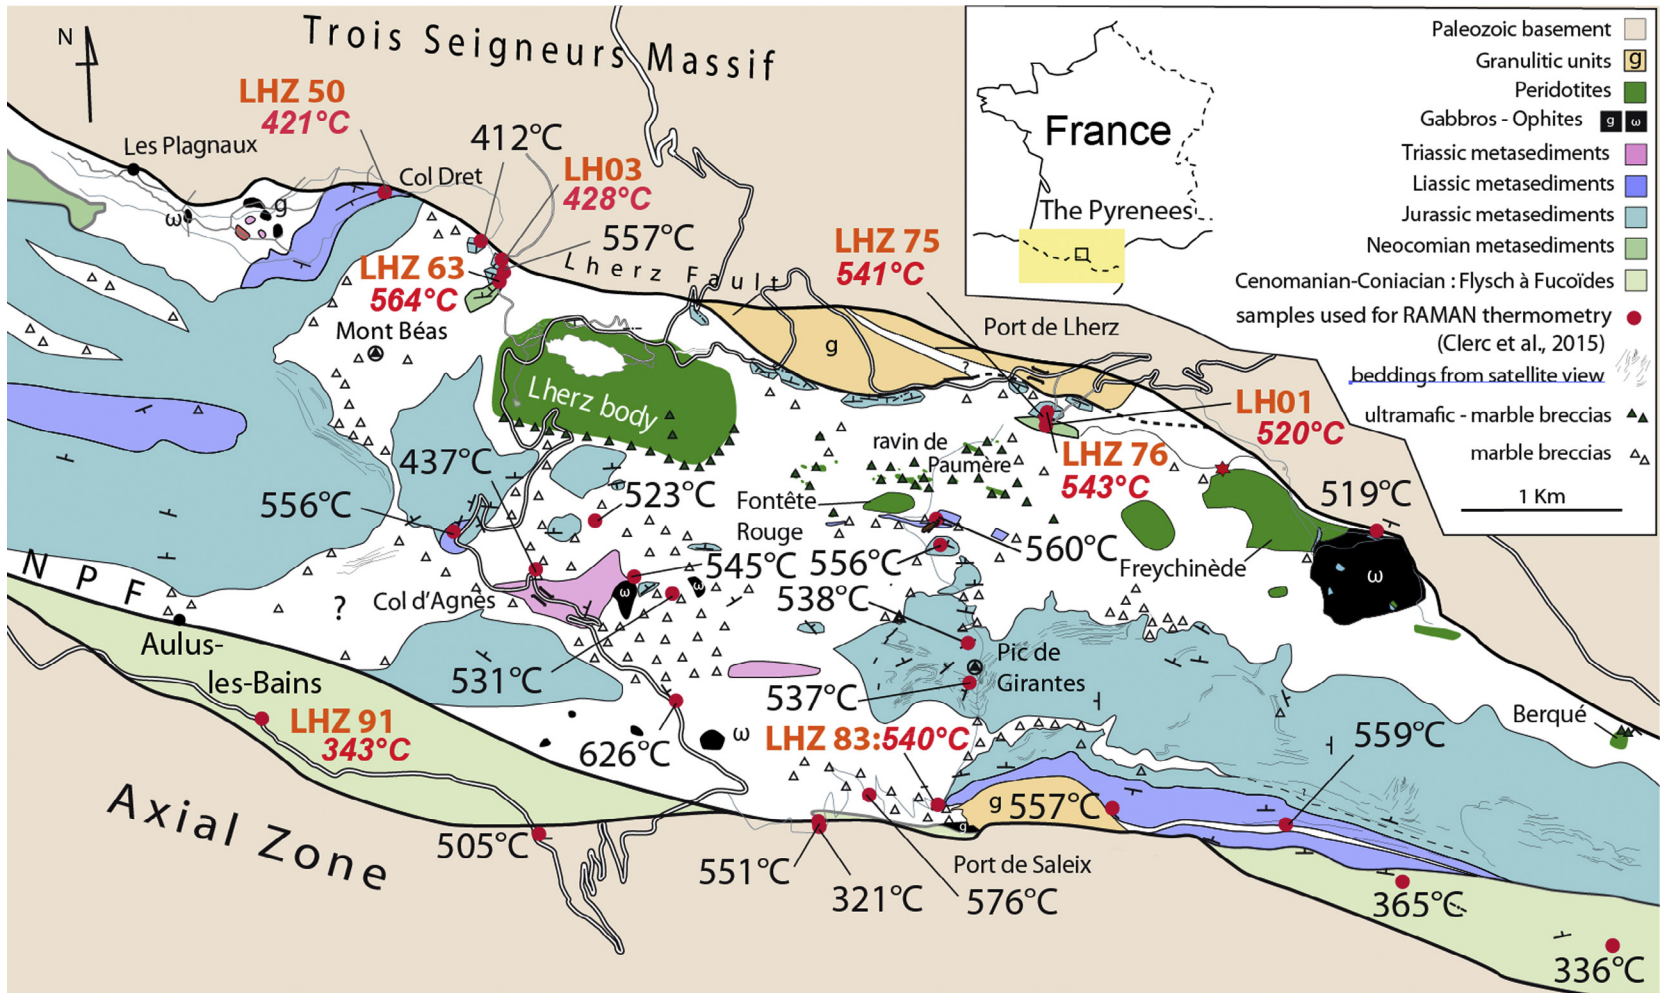 Trois Seigneurs Massif
N
LHZ 50
421°C
Les Plagnaux
Col Dret
412°C
LH03
428°C
557°C
ω
g
LHZ 63
564°C
Lherz Fault
LHZ 75
541°C
Mont Béas
g
Port de Lherz
Lherz body
LH01
520°C
437°C
ravin de
Paumère
LHZ 76
543°C
556°C
523°C
Fontête
Rouge
519°C
545°C
556°C
560°C
Freychinède
ω
N P F
?
Col d'Agnès
ω
ω
538°C
Aulus-
les-Bains
531°C
Pic de
Girantes
537°C
LHZ 91
343°C
626°C
ω
LHZ 83:540°C
559°C
Berqué
g
557°C
g
Axial Zone
505°C
551°C
321°C
Port de Saleix
576°C
365°C
336°C
France
The Pyrenees
Paleozoic basement
Granulitic units
g
Peridotites
Gabbros - Ophites
g
ω
Triassic metasediments
Liassic metasediments
Jurassic metasediments
Neocomian metasediments
Cenomanian-Coniacian : Flysch à Fucoïdes
samples used for RAMAN thermometry
(Clerc et al., 2015)
beddings from satellite view
ultramafic - marble breccias
marble breccias
1 Km